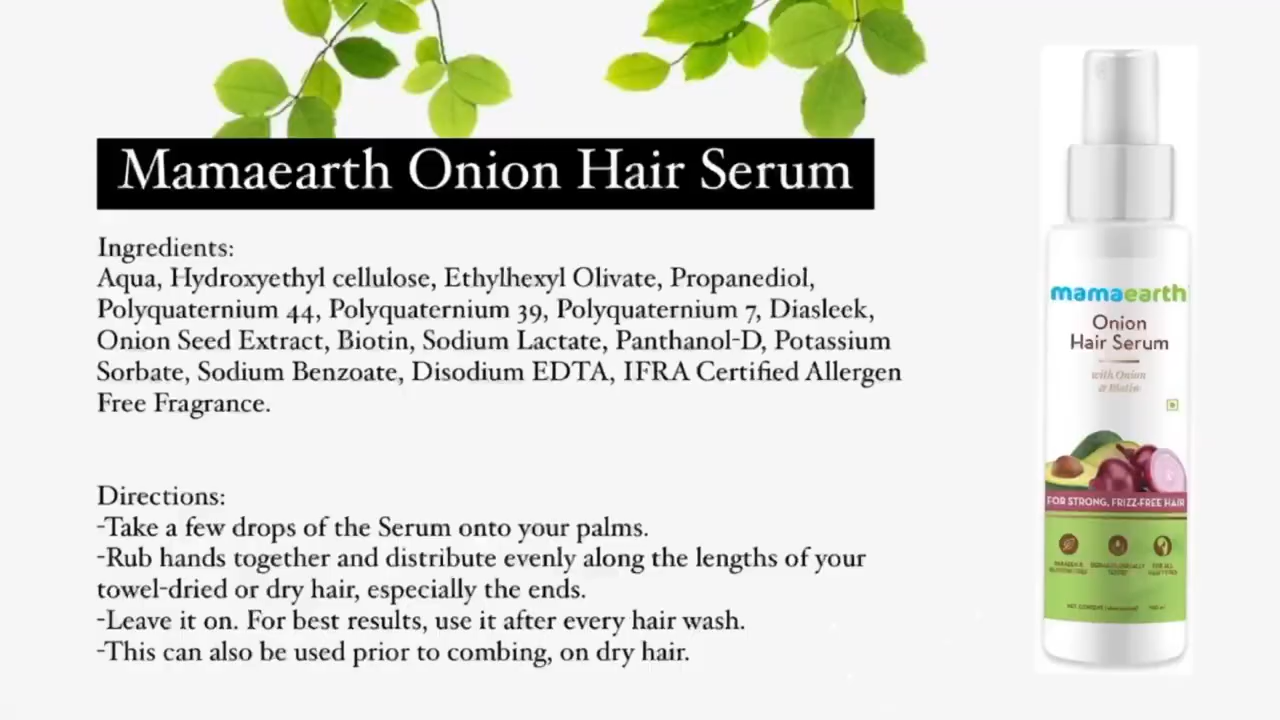 Mamaearth Onion Hair Serum
Ingredients:
Aqua, Hydroxyethyl cellulose, Ethylhexyl Olivate, Propanediol,
Polyquaternium 44, Polyquaternium 39, Polyquaternium 7, Diasleek,
Onion Seed Extract, Biotin, Sodium Lactate, Panthanol-D, Potassium
Sorbate, Sodium Benzoate, Disodium EDTA, IFRA Certified Allergen
Free Fragrance.
Directions:
-Take a few drops of the Serum onto your palms.
-Rub hands together and distribute evenly along the lengths of your
towel-dried or dry hair, especially the ends.
-Leave it on. For best results, use it after every hair wash.
-This can also be used prior to combing, on dry hair.
mamaearth
Onion
Hair Serum
with Onion
& Biotin
FOR STRONG, FRIZZ-FREE HAIR